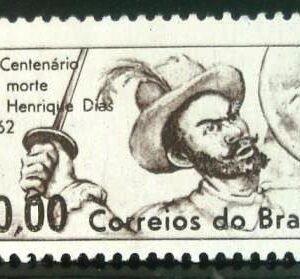 Centenário
morte
Henrique Dias
62
0,00 Correios do Bra